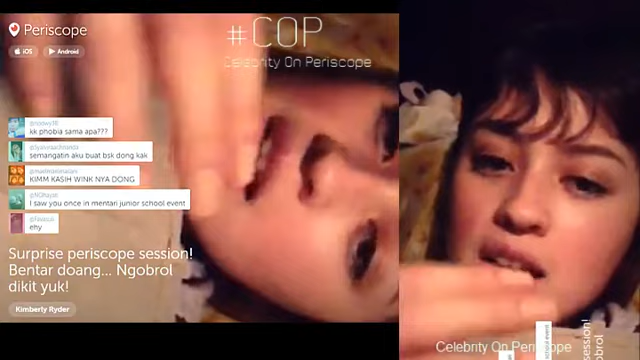 Periscope
iOS
Android
#COP
Celebrity On Periscope
kk phobia sama apa???
semangatin aku buat bsk dong kak
KIMM KASIH WINK NYA DONG
I saw you once in mentari junior school event
ehy
Surprise periscope session!
Bentar doang... Ngobrol
dikit yuk!
Kimberly Ryder
Celebrity On Periscope